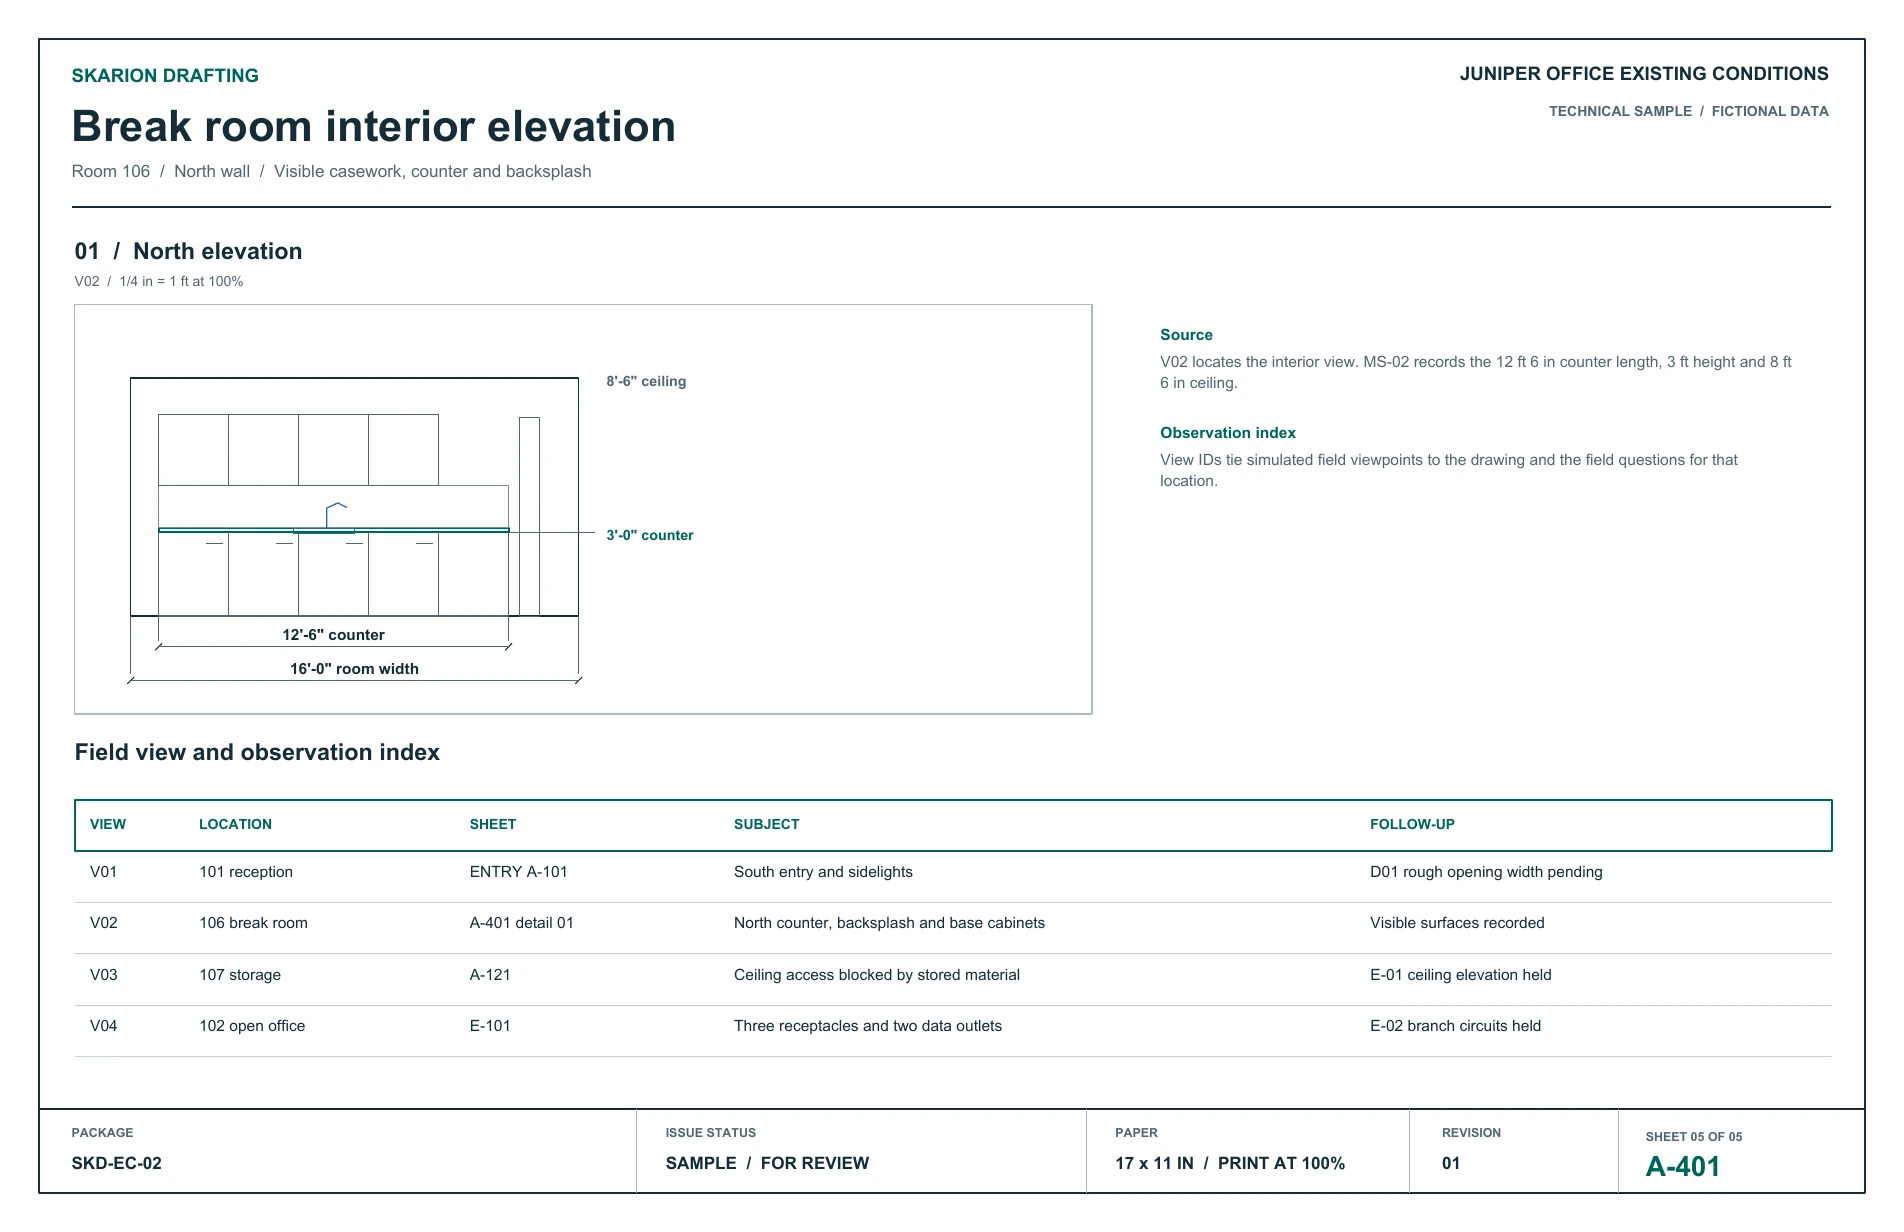 SKARION DRAFTING
JUNIPER OFFICE EXISTING CONDITIONS
Break room interior elevation
TECHNICAL SAMPLE / FICTIONAL DATA
Room 106 / North wall / Visible casework, counter and backsplash
01 / North elevation
V02 / 1/4 in = 1 ft at 100%
8'-6" ceiling
3'-0" counter
12'-6" counter
16'-0" room width
Source
V02 locates the interior view. MS-02 records the 12 ft 6 in counter length, 3 ft height and 8 ft
6 in ceiling.
Observation index
View IDs tie simulated field viewpoints to the drawing and the field questions for that
location.
Field view and observation index
VIEW LOCATION SHEET SUBJECT FOLLOW-UP
V01 101 reception ENTRY A-101 South entry and sidelights D01 rough opening width pending
V02 106 break room A-401 detail 01 North counter, backsplash and base cabinets Visible surfaces recorded
V03 107 storage A-121 Ceiling access blocked by stored material E-01 ceiling elevation held
V04 102 open office E-101 Three receptacles and two data outlets E-02 branch circuits held
PACKAGE
SKD-EC-02
ISSUE STATUS
SAMPLE / FOR REVIEW
PAPER
17 x 11 IN / PRINT AT 100%
REVISION
01
SHEET 05 OF 05
A-401